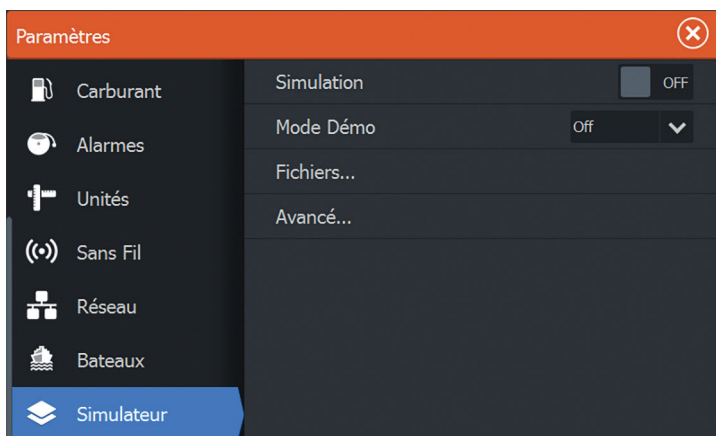 Paramètres
Carburant
Alarmes
Unités
Sans Fil
Réseau
Bateaux
Simulateur
Simulation OFF
Mode Démo Off
Fichiers...
Avancé...